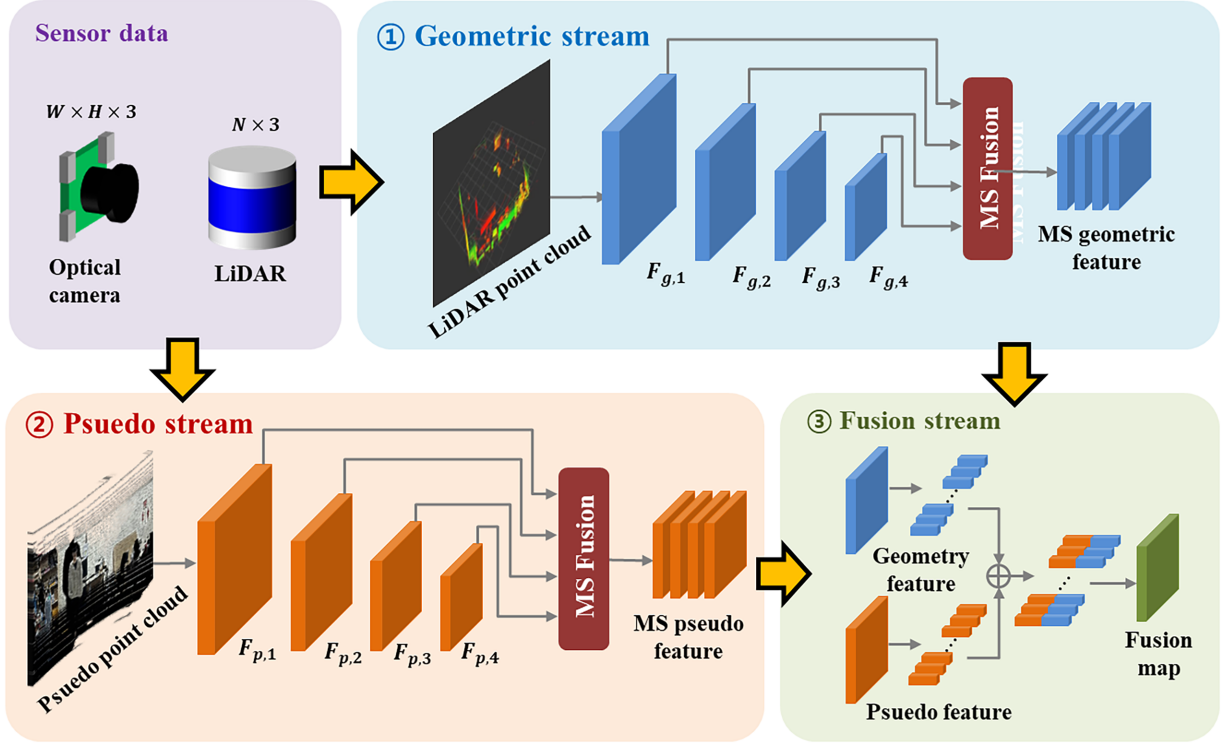 Sensor data
W × H × 3
N × 3
Optical
camera
LiDAR
① Geometric stream
LiDAR point cloud
F_{g,1}
F_{g,2}
F_{g,3}
F_{g,4}
MS Fusion
MS Fusion
MS geometric
feature
② Psuedo stream
Psuedo point cloud
F_{p,1}
F_{p,2}
F_{p,3}
F_{p,4}
MS Fusion
MS pseudo
feature
③ Fusion stream
Geometry
feature
Psuedo feature
Fusion
map